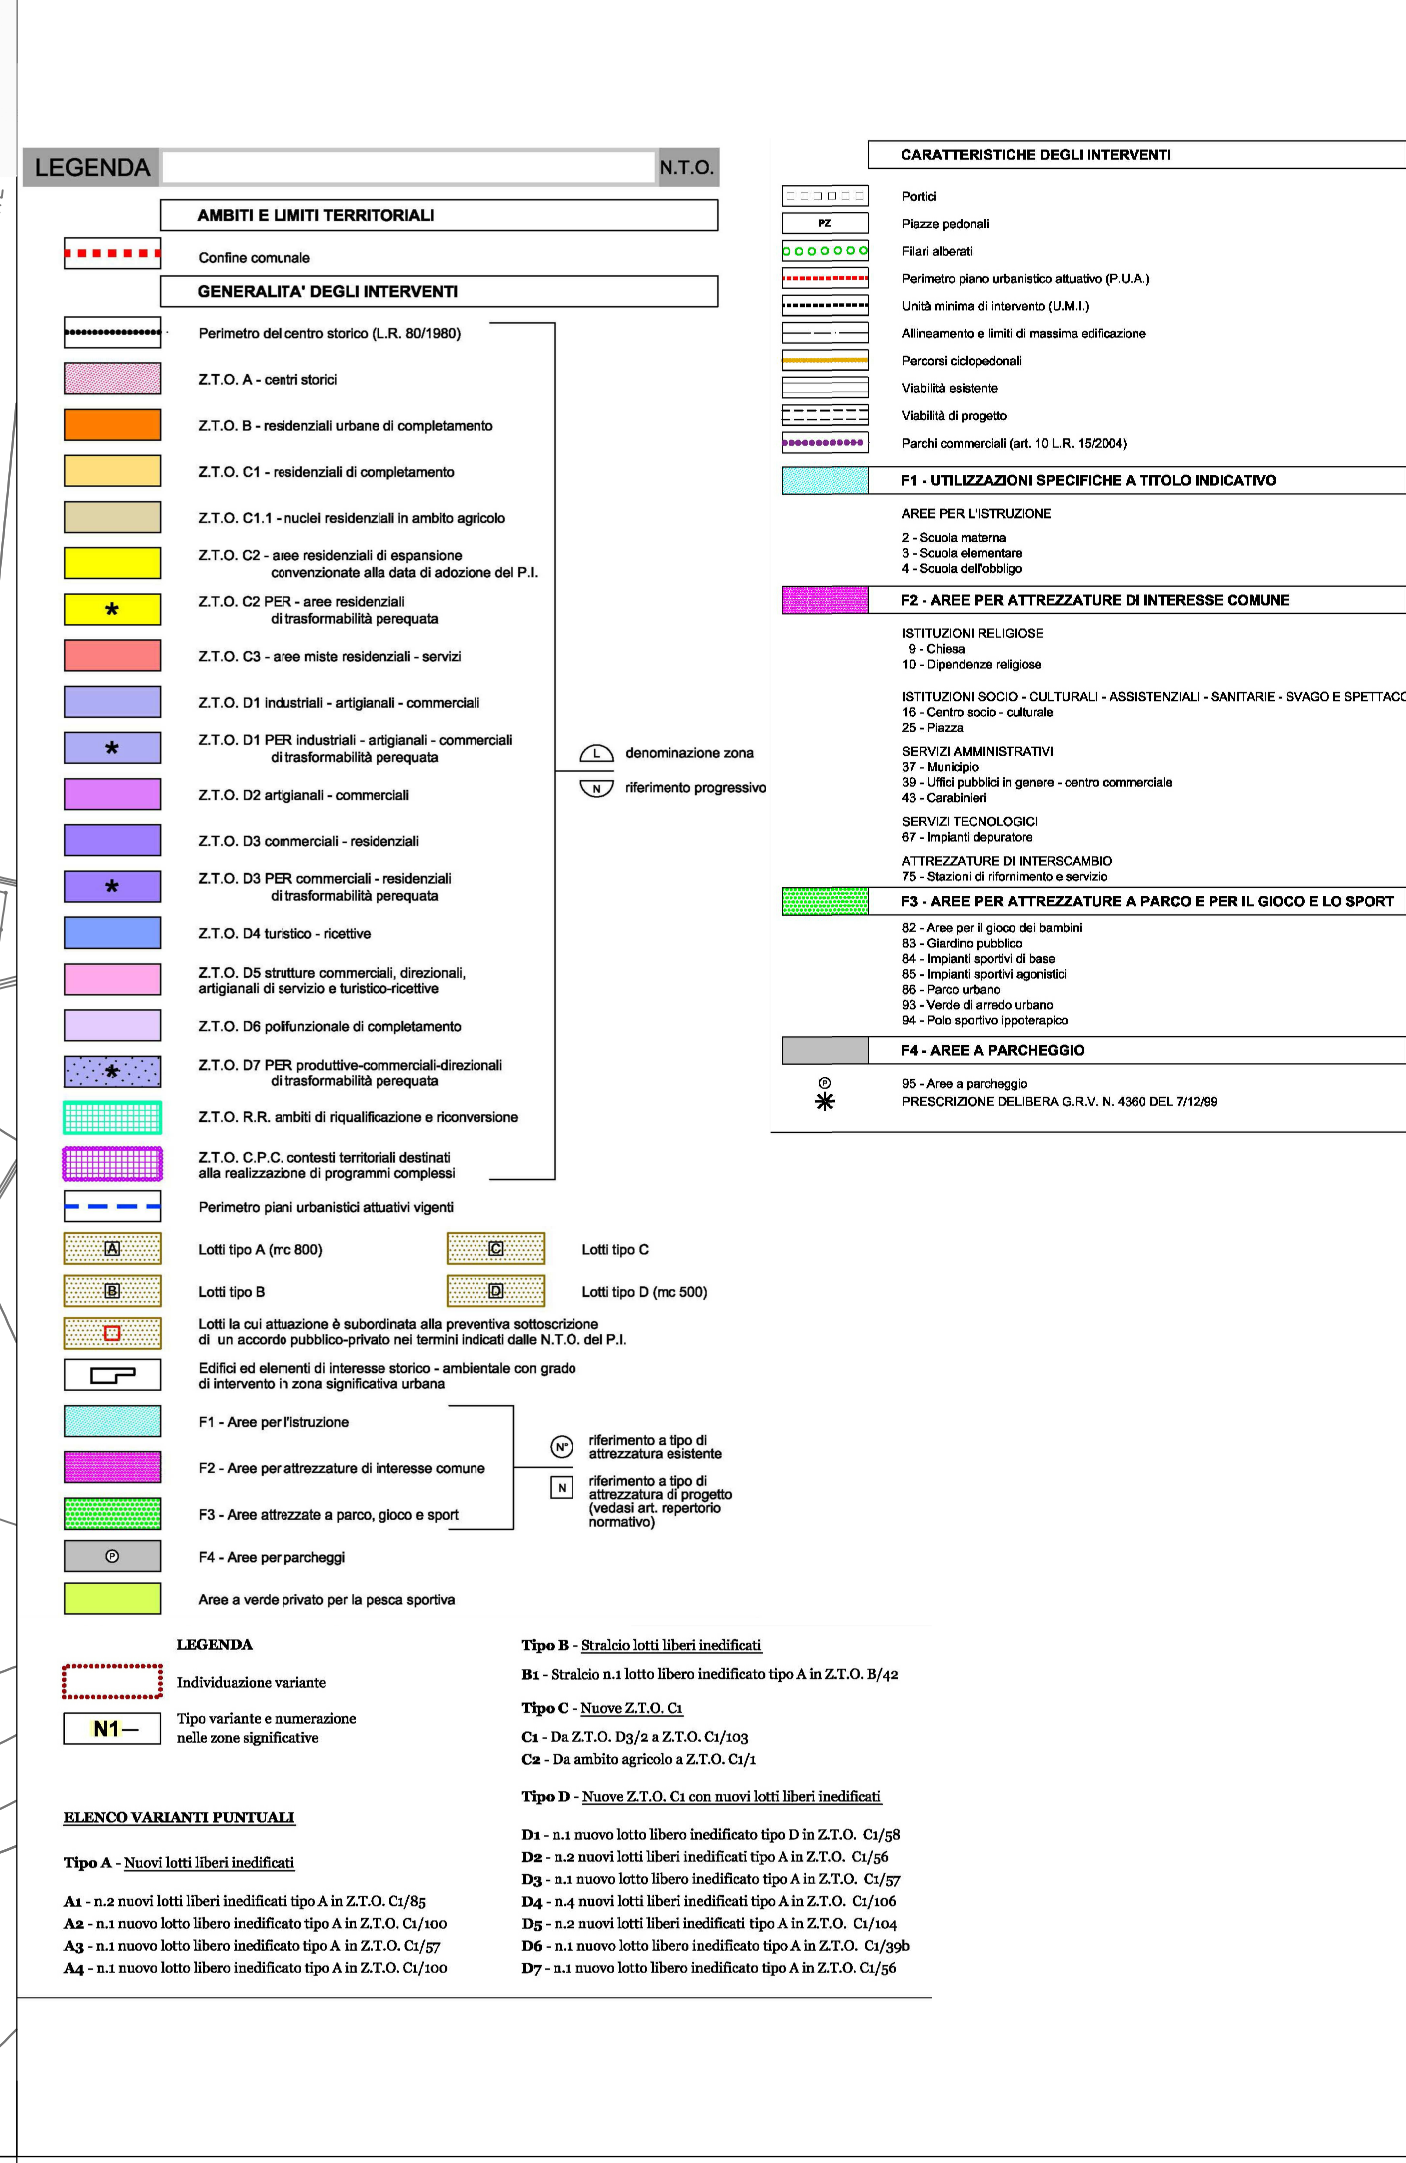 LEGENDA
N.T.O.
AMBITI E LIMITI TERRITORIALI
Confine comunale
GENERALITA' DEGLI INTERVENTI
Perimetro del centro storico (L.R. 80/1980)
Z.T.O. A - centri storici
Z.T.O. B - residenziali urbane di completamento
Z.T.O. C1 - residenziali di completamento
Z.T.O. C1.1 - nuclei residenziali in ambito agricolo
Z.T.O. C2 - aree residenziali di espansione
convenzionate alla data di adozione del P.I.
* Z.T.O. C2 PER - aree residenziali
di trasformabilità perequata
Z.T.O. C3 - aree miste residenziali - servizi
Z.T.O. D1 industriali - artigianali - commerciali
* Z.T.O. D1 PER industriali - artigianali - commerciali
di trasformabilità perequata
Z.T.O. D2 artigianali - commerciali
Z.T.O. D3 commerciali - residenziali
* Z.T.O. D3 PER commerciali - residenziali
di trasformabilità perequata
Z.T.O. D4 turistico - ricettive
Z.T.O. D5 strutture commerciali, direzionali,
artigianali di servizio e turistico-ricettive
Z.T.O. D6 polifunzionale di completamento
* Z.T.O. D7 PER produttive-commerciali-direzionali
di trasformabilità perequata
Z.T.O. R.R. ambiti di riqualificazione e riconversione
Z.T.O. C.P.C. contesti territoriali destinati
alla realizzazione di programmi complessi
L denominazione zona
N riferimento progressivo
Perimetro piani urbanistici attuativi vigenti
A Lotti tipo A (mc 800)
C Lotti tipo C
B Lotti tipo B
D Lotti tipo D (mc 500)
Lotti la cui attuazione è subordinata alla preventiva sottoscrizione
di un accordo pubblico-privato nei termini indicati dalle N.T.O. del P.I.
Edifici ed elementi di interesse storico - ambientale con grado
di intervento in zona significativa urbana
F1 - Aree per l'istruzione
F2 - Aree per attrezzature di interesse comune
F3 - Aree attrezzate a parco, gioco e sport
N° riferimento a tipo di
attrezzatura esistente
N riferimento a tipo di
attrezzatura di progetto
(vedasi art. repertorio
normativo)
P F4 - Aree per parcheggi
Aree a verde privato per la pesca sportiva
LEGENDA
Individuazione variante
N1— Tipo variante e numerazione
nelle zone significative
ELENCO VARIANTI PUNTUALI
Tipo A - Nuovi lotti liberi inedificati
A1 - n.2 nuovi lotti liberi inedificati tipo A in Z.T.O. C1/85
A2 - n.1 nuovo lotto libero inedificato tipo A in Z.T.O. C1/100
A3 - n.1 nuovo lotto libero inedificato tipo A in Z.T.O. C1/57
A4 - n.1 nuovo lotto libero inedificato tipo A in Z.T.O. C1/100
Tipo B - Stralcio lotti liberi inedificati
B1 - Stralcio n.1 lotto libero inedificato tipo A in Z.T.O. B/42
Tipo C - Nuove Z.T.O. C1
C1 - Da Z.T.O. D3/2 a Z.T.O. C1/103
C2 - Da ambito agricolo a Z.T.O. C1/1
Tipo D - Nuove Z.T.O. C1 con nuovi lotti liberi inedificati
D1 - n.1 nuovo lotto libero inedificato tipo D in Z.T.O. C1/58
D2 - n.2 nuovi lotti liberi inedificati tipo A in Z.T.O. C1/56
D3 - n.1 nuovo lotto libero inedificato tipo A in Z.T.O. C1/57
D4 - n.4 nuovi lotti liberi inedificati tipo A in Z.T.O. C1/106
D5 - n.2 nuovi lotti liberi inedificati tipo A in Z.T.O. C1/104
D6 - n.1 nuovo lotto libero inedificato tipo A in Z.T.O. C1/39b
D7 - n.1 nuovo lotto libero inedificato tipo A in Z.T.O. C1/56
CARATTERISTICHE DEGLI INTERVENTI
Portici
PZ Piazze pedonali
Filari alberati
Perimetro piano urbanistico attuativo (P.U.A.)
Unità minima di intervento (U.M.I.)
Allineamento e limiti di massima edificazione
Percorsi ciclopedonali
Viabilità esistente
Viabilità di progetto
Parchi commerciali (art. 10 L.R. 15/2004)
F1 - UTILIZZAZIONI SPECIFICHE A TITOLO INDICATIVO
AREE PER L'ISTRUZIONE
2 - Scuola materna
3 - Scuola elementare
4 - Scuola dell'obbligo
F2 - AREE PER ATTREZZATURE DI INTERESSE COMUNE
ISTITUZIONI RELIGIOSE
9 - Chiesa
10 - Dipendenze religiose
ISTITUZIONI SOCIO - CULTURALI - ASSISTENZIALI - SANITARIE - SVAGO E SPETTACO
16 - Centro socio - culturale
25 - Piazza
SERVIZI AMMINISTRATIVI
37 - Municipio
39 - Uffici pubblici in genere - centro commerciale
43 - Carabinieri
SERVIZI TECNOLOGICI
67 - Impianti depuratore
ATTREZZATURE DI INTERSCAMBIO
75 - Stazioni di rifornimento e servizio
F3 - AREE PER ATTREZZATURE A PARCO E PER IL GIOCO E LO SPORT
82 - Aree per il gioco dei bambini
83 - Giardino pubblico
84 - Impianti sportivi di base
85 - Impianti sportivi agonistici
86 - Parco urbano
93 - Verde di arredo urbano
94 - Polo sportivo ippoterapico
F4 - AREE A PARCHEGGIO
P 95 - Aree a parcheggio
PRESCRIZIONE DELIBERA G.R.V. N. 4360 DEL 7/12/99